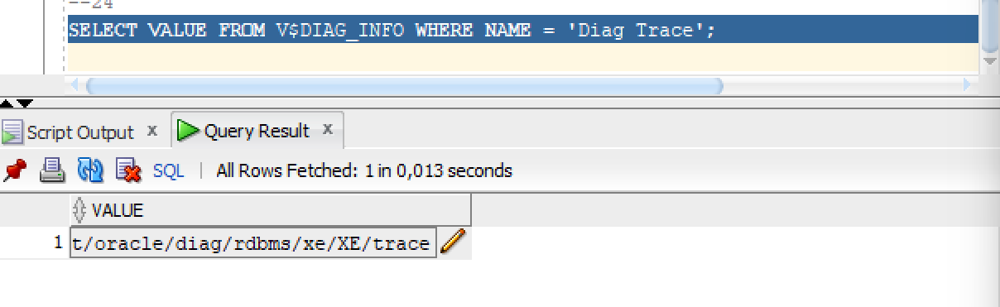 --24
SELECT VALUE FROM V$DIAG_INFO WHERE NAME = 'Diag Trace';
Script Output x Query Result x
SQL | All Rows Fetched: 1 in 0,013 seconds
VALUE
1 t/oracle/diag/rdbms/xe/XE/trace